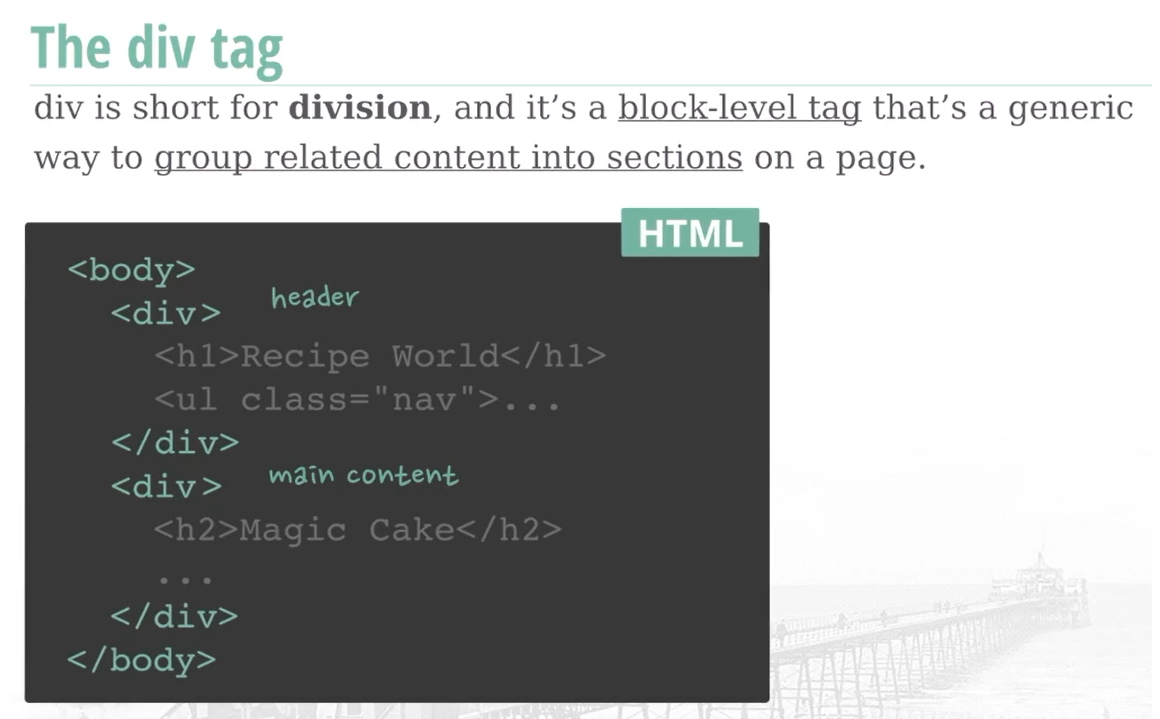 The div tag
div is short for division, and it’s a block-level tag that’s a generic
way to group related content into sections on a page.
HTML
<body>
<div> header
<h1>Recipe World</h1>
<ul class="nav">...
</div>
<div> main content
<h2>Magic Cake</h2>
...
</div>
</body>